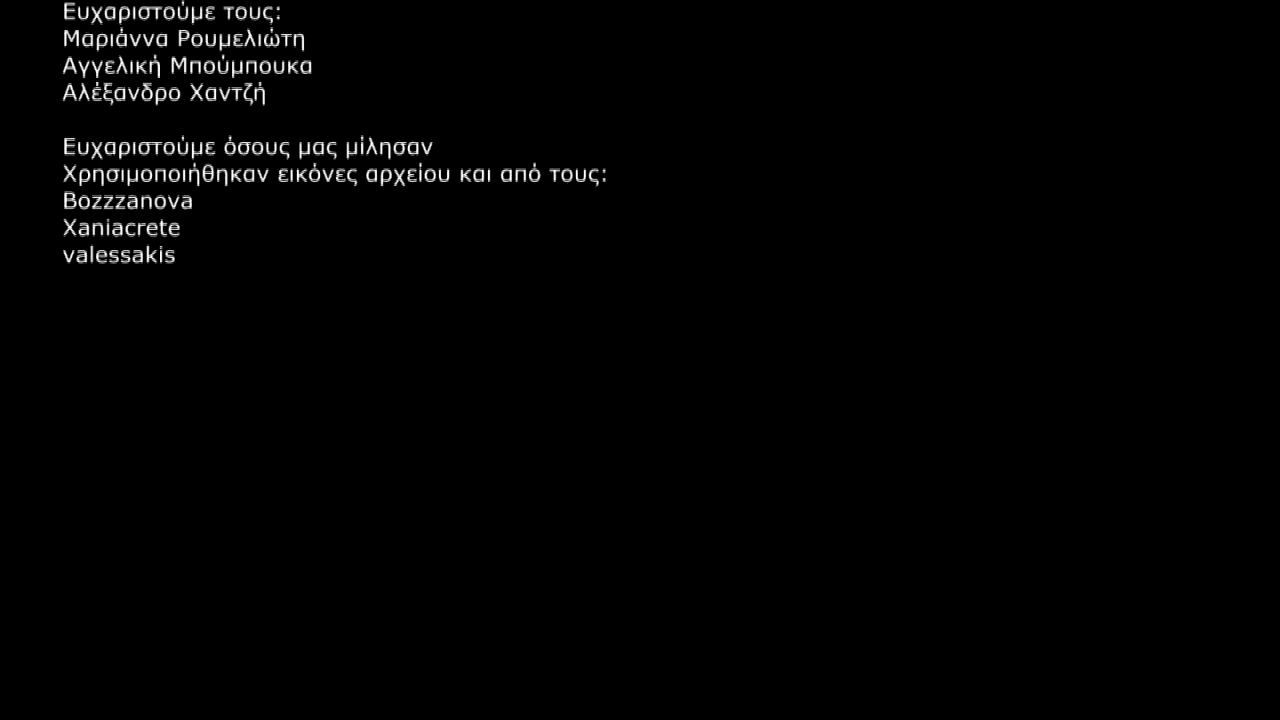 Ευχαριστούμε τους:
Μαριάννα Ρουμελιώτη
Αγγελική Μπούμπουκα
Αλέξανδρο Χαντζή
Ευχαριστούμε όσους μας μίλησαν
Χρησιμοποιήθηκαν εικόνες αρχείου και από τους:
Bozzzanova
Xaniacrete
valessakis